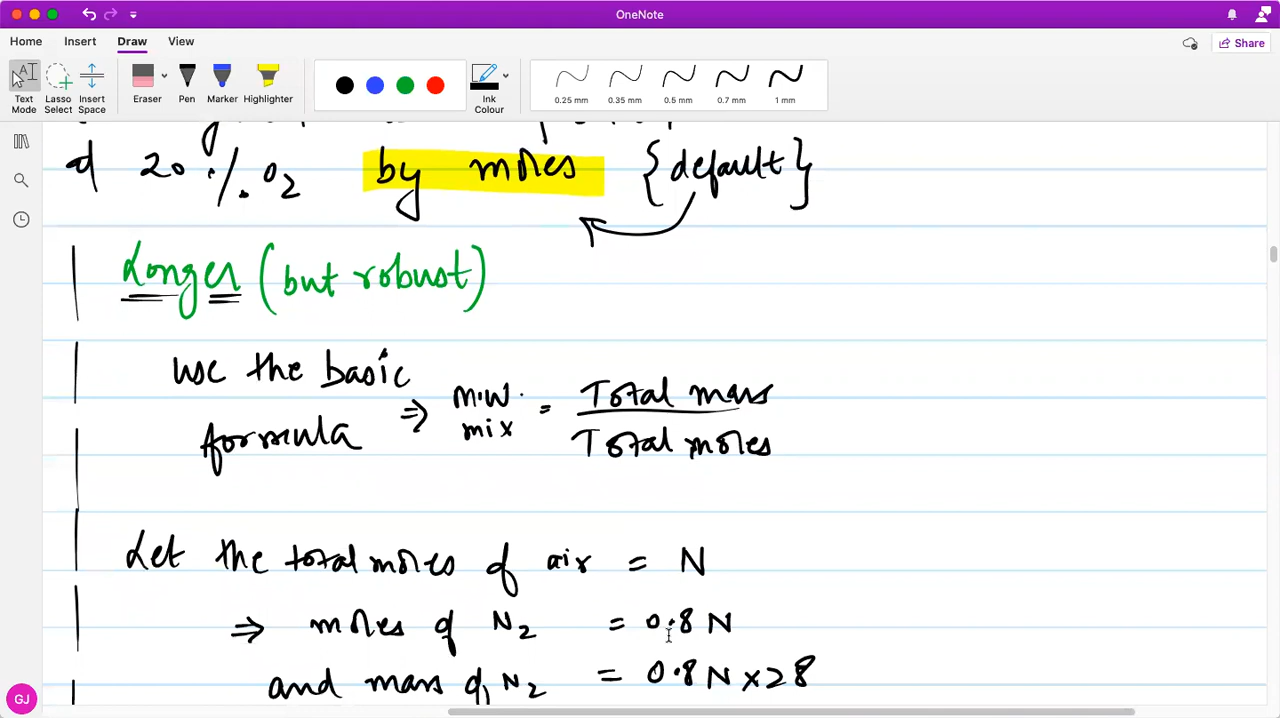 OneNote
Home Insert Draw View
Share
Text Mode
Lasso Select
Insert Space
Eraser
Pen
Marker
Highlighter
Ink Colour
0.25 mm 0.35 mm 0.5 mm 0.7 mm 1 mm
20 % O2 by moles {default}
Longer (but robust)
use the basic
formula ⇒ M.W. mix = Total mass / Total moles
Let the total moles of air = N
⇒ moles of N2 = 0.8 N
and mass of N2 = 0.8 N × 28
GJ